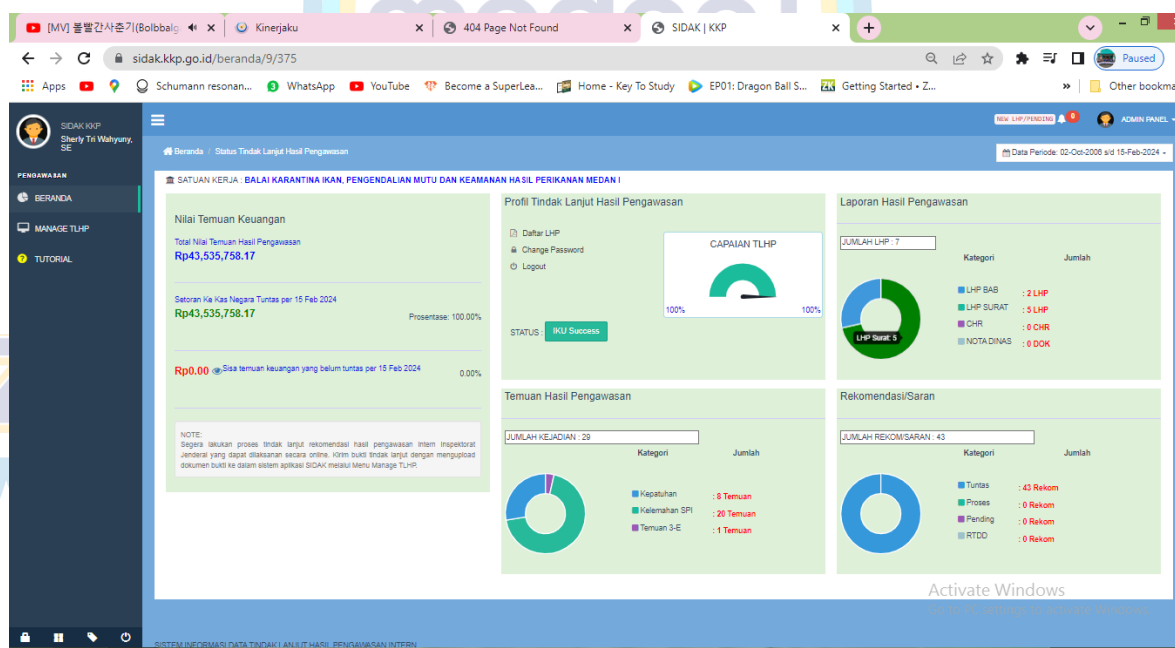 [MV] 볼빨간사춘기(Bolbbalg
Kinerjaku
404 Page Not Found
SIDAK | KKP
sidak.kkp.go.id/beranda/9/375
Paused
Apps
Schumann resonan...
WhatsApp
YouTube
Become a SuperLea...
Home - Key To Study
EP01: Dragon Ball S...
Getting Started • Z...
»
Other bookma
SIDAK KKP
Sherly Tri Wahyuny,
SE
NEW LHP/PENDING
0
ADMIN PANEL
Beranda / Status Tindak Lanjut Hasil Pengawasan
Data Periode: 02-Oct-2006 s/d 15-Feb-2024
PENGAWASAN
BERANDA
MANAGE TLHP
TUTORIAL
SATUAN KERJA : BALAI KARANTINA IKAN, PENGENDALIAN MUTU DAN KEAMANAN HASIL PERIKANAN MEDAN I
Nilai Temuan Keuangan
Total Nilai Temuan Hasil Pengawasan
Rp43,535,758.17
Setoran Ke Kas Negara Tuntas per 15 Feb 2024
Rp43,535,758.17
Prosentase: 100.00%
Rp0.00 Sisa temuan keuangan yang belum tuntas per 15 Feb 2024
0.00%
NOTE:
Segera lakukan proses tindak lanjut rekomendasi hasil pengawasan Intern Inspektorat
Jenderal yang dapat dilaksanan secara online. Kirim bukti tindak lanjut dengan mengupload
dokumen bukti ke dalam sistem aplikasi SIDAK melalui Menu Manage TLHP.
Profil Tindak Lanjut Hasil Pengawasan
Daftar LHP
Change Password
Logout
CAPAIAN TLHP
100%
100%
STATUS : IKU Success
Laporan Hasil Pengawasan
JUMLAH LHP : 7
Kategori Jumlah
LHP BAB : 2 LHP
LHP SURAT : 5 LHP
CHR : 0 CHR
NOTA DINAS : 0 DOK
LHP Surat: 5
Temuan Hasil Pengawasan
JUMLAH KEJADIAN : 29
Kategori Jumlah
Kepatuhan : 8 Temuan
Kelemahan SPI : 20 Temuan
Temuan 3-E : 1 Temuan
Rekomendasi/Saran
JUMLAH REKOM/SARAN : 43
Kategori Jumlah
Tuntas : 43 Rekom
Proses : 0 Rekom
Pending : 0 Rekom
RTDD : 0 Rekom
Activate Windows
SISTEM INFORMASI DATA TINDAK LANJUT HASIL PENGAWASAN INTERN